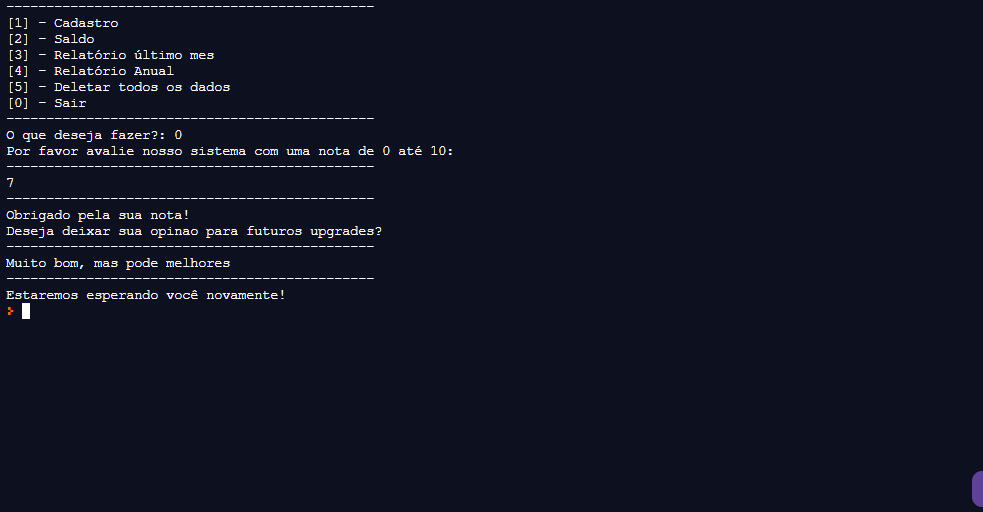 ----------------------------------------------
[1] - Cadastro
[2] - Saldo
[3] - Relatório último mes
[4] - Relatório Anual
[5] - Deletar todos os dados
[0] - Sair
----------------------------------------------
O que deseja fazer?: 0
Por favor avalie nosso sistema com uma nota de 0 até 10:
----------------------------------------------
7
----------------------------------------------
Obrigado pela sua nota!
Deseja deixar sua opinao para futuros upgrades?
----------------------------------------------
Muito bom, mas pode melhores
----------------------------------------------
Estaremos esperando você novamente!
>